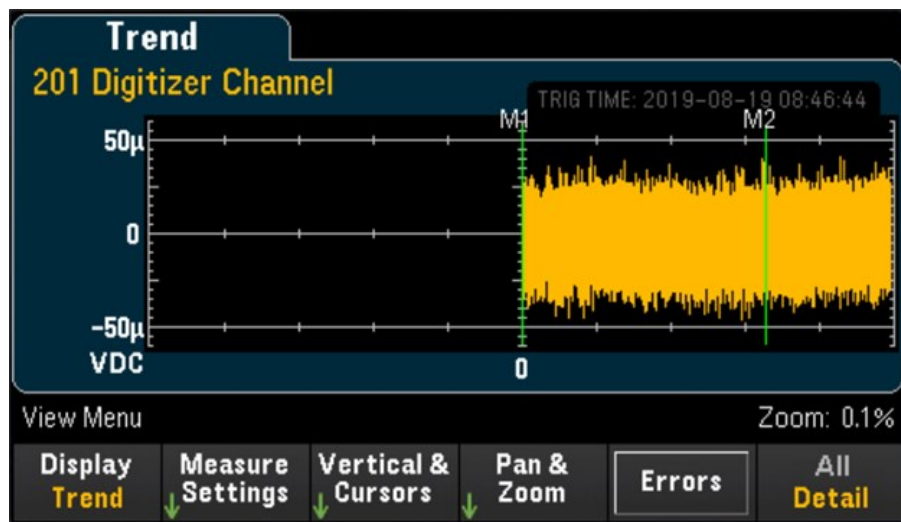 Trend
201 Digitizer Channel
TRIG TIME: 2019-08-19 08:46:44
M1
M2
50µ
0
-50µ
VDC
0
View Menu
Zoom: 0.1%
Display
Trend
Measure
Settings
Vertical &
Cursors
Pan &
Zoom
Errors
All
Detail